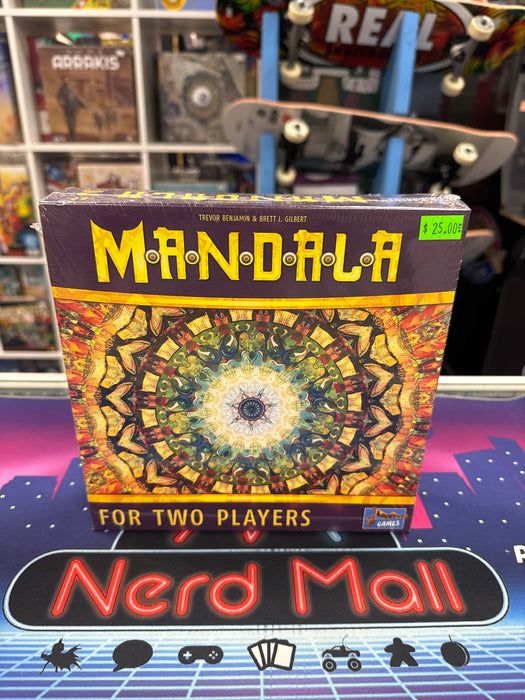 REAL
ARRAKIS
TREVOR BENJAMIN & BRETT J. GILBERT
MANDALA
$ 25.00
FOR TWO PLAYERS
GAMES
Nerd Mall